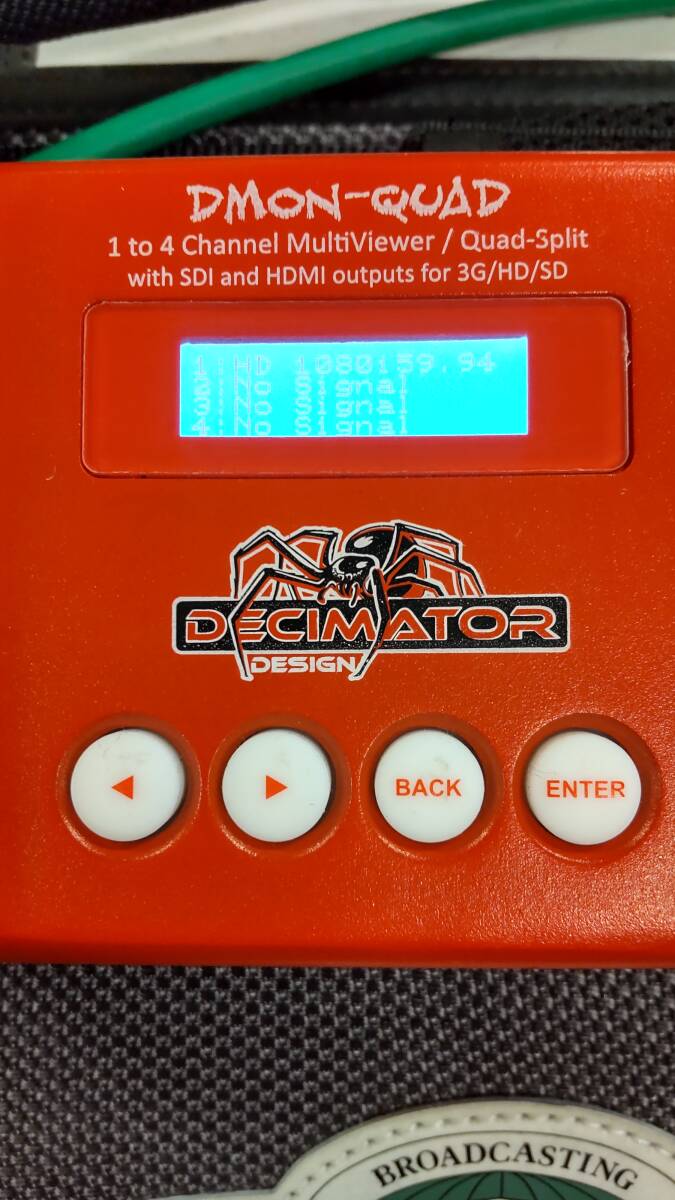 DMON-QUAD
1 to 4 Channel MultiViewer / Quad-Split
with SDI and HDMI outputs for 3G/HD/SD
1:HD 1080i59.94
2:No Signal
3:No Signal
4:No Signal
DECIMATOR
DESIGN
BACK
ENTER
BROADCASTING